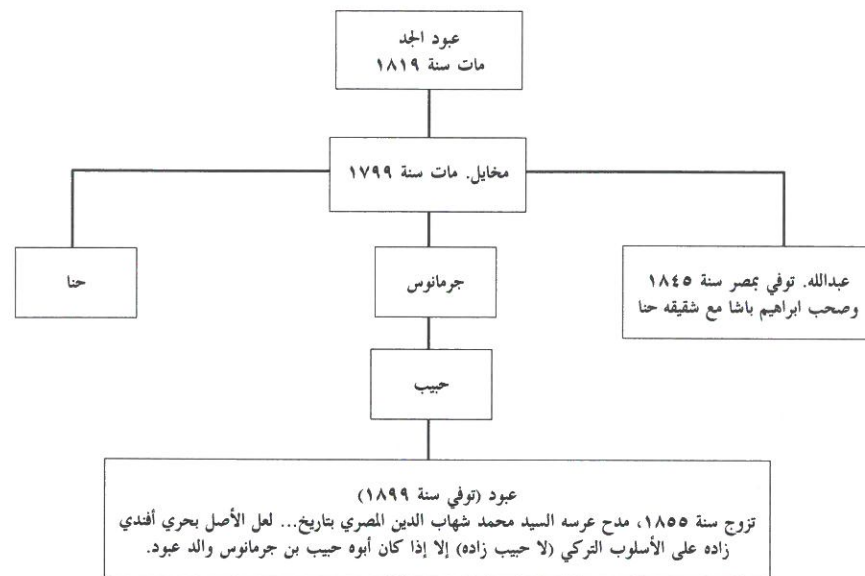 عبود الجد
مات سنة ١٨١٩
مخايل. مات سنة ١٧٩٩
عبدالله. توفي بمصر سنة ١٨٤٥
وصحب ابراهيم باشا مع شقيقه حنا
جرمانوس
حنا
حبيب
عبود (توفي سنة ١٨٩٩)
تزوج سنة ١٨٥٥، مدح عرسه السيد محمد شهاب الدين المصري بتاريخ... لعل الأصل بحري أفندي
زاده على الأسلوب التركي (لا حبيب زاده) إلا إذا كان أبوه حبيب بن جرمانوس والد عبود.